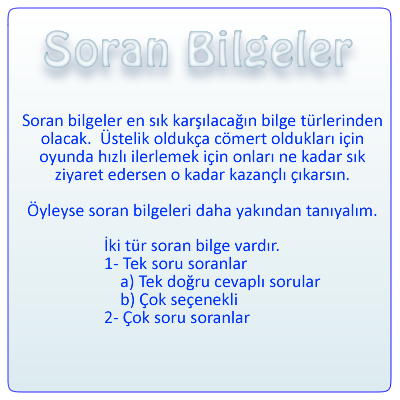 Soran Bilgeler
Soran bilgeler en sık karşılacağın bilge türlerinden
olacak. Üstelik oldukça cömert oldukları için
oyunda hızlı ilerlemek için onları ne kadar sık
ziyaret edersen o kadar kazançlı çıkarsın.
Öyleyse soran bilgeleri daha yakından tanıyalım.
İki tür soran bilge vardır.
1- Tek soru soranlar
a) Tek doğru cevaplı sorular
b) Çok seçenekli
2- Çok soru soranlar